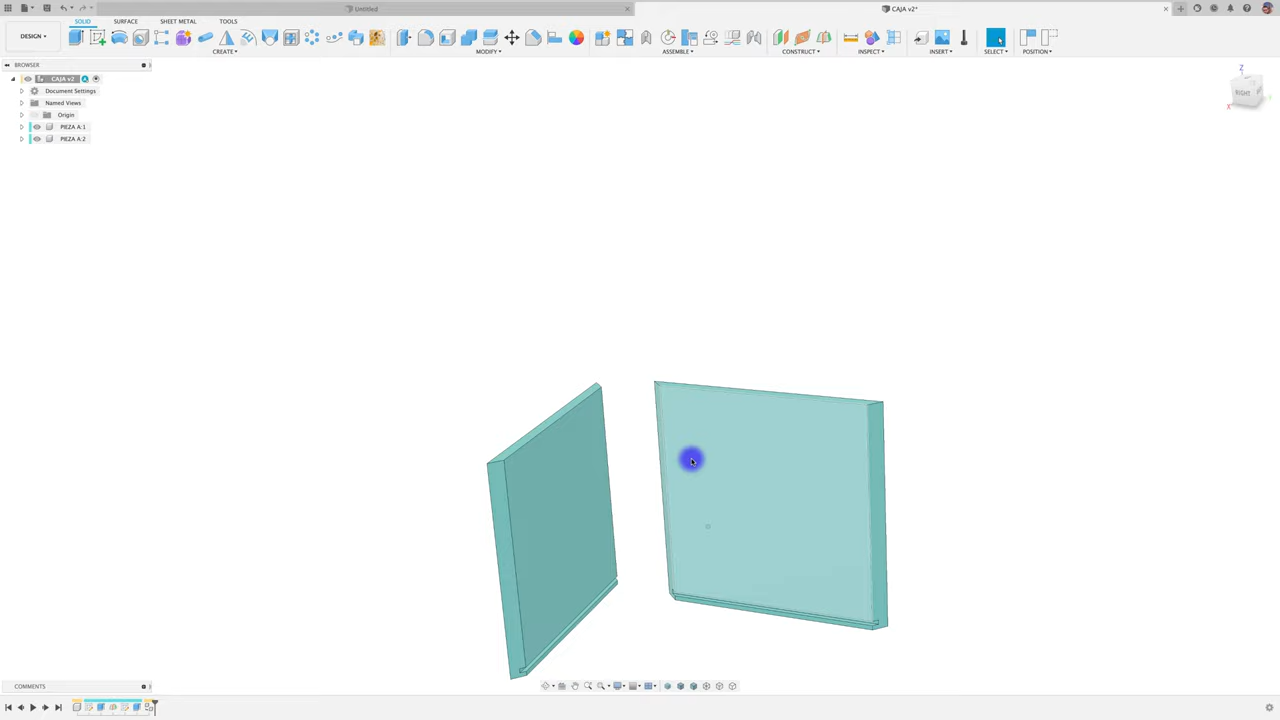 Untitled
CAJA v2*
DESIGN
SOLID
SURFACE
SHEET METAL
TOOLS
CREATE
MODIFY
ASSEMBLE
CONSTRUCT
INSPECT
INSERT
SELECT
POSITION
BROWSER
CAJA v2
Document Settings
Named Views
Origin
PIEZA A:1
PIEZA A:2
Z
RIGHT
X
COMMENTS